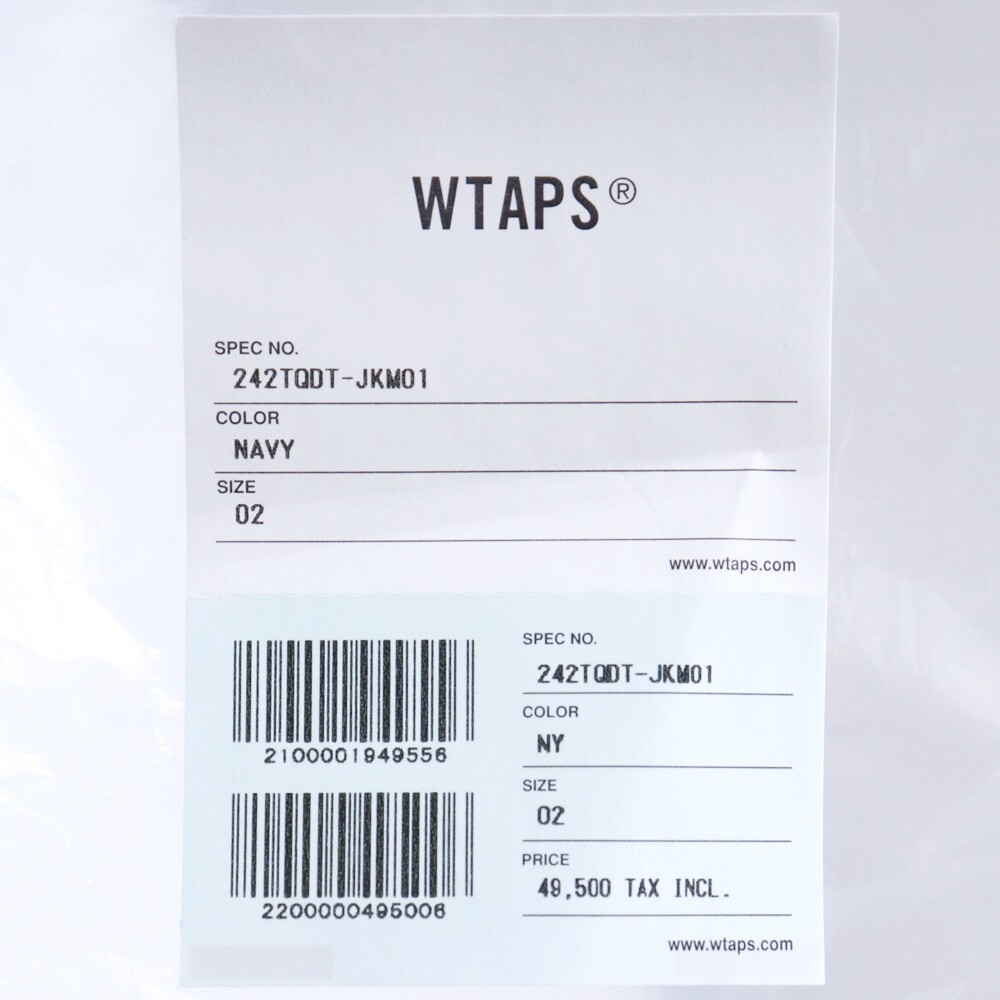 WTAPS®
SPEC NO.
242TQDT-JKM01
COLOR
NAVY
SIZE
02
www.wtaps.com
2100001949556
2200000495006
SPEC NO.
242TQDT-JKM01
COLOR
NY
SIZE
02
PRICE
49,500 TAX INCL.
www.wtaps.com